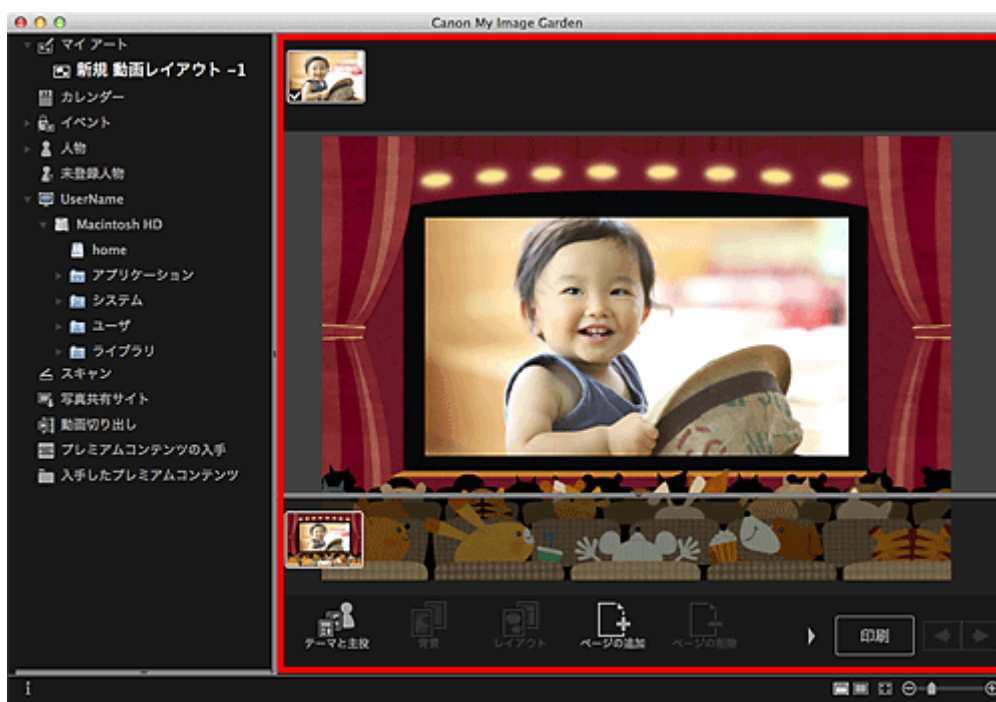 Canon My Image Garden
マイ アート
新規 動画レイアウト -1
カレンダー
イベント
人物
未登録人物
UserName
Macintosh HD
home
アプリケーション
システム
ユーザ
ライブラリ
スキャン
写真共有サイト
動画切り出し
プレミアムコンテンツの入手
入手したプレミアムコンテンツ
テーマと主役
背景
レイアウト
ページの追加
ページの削除
印刷